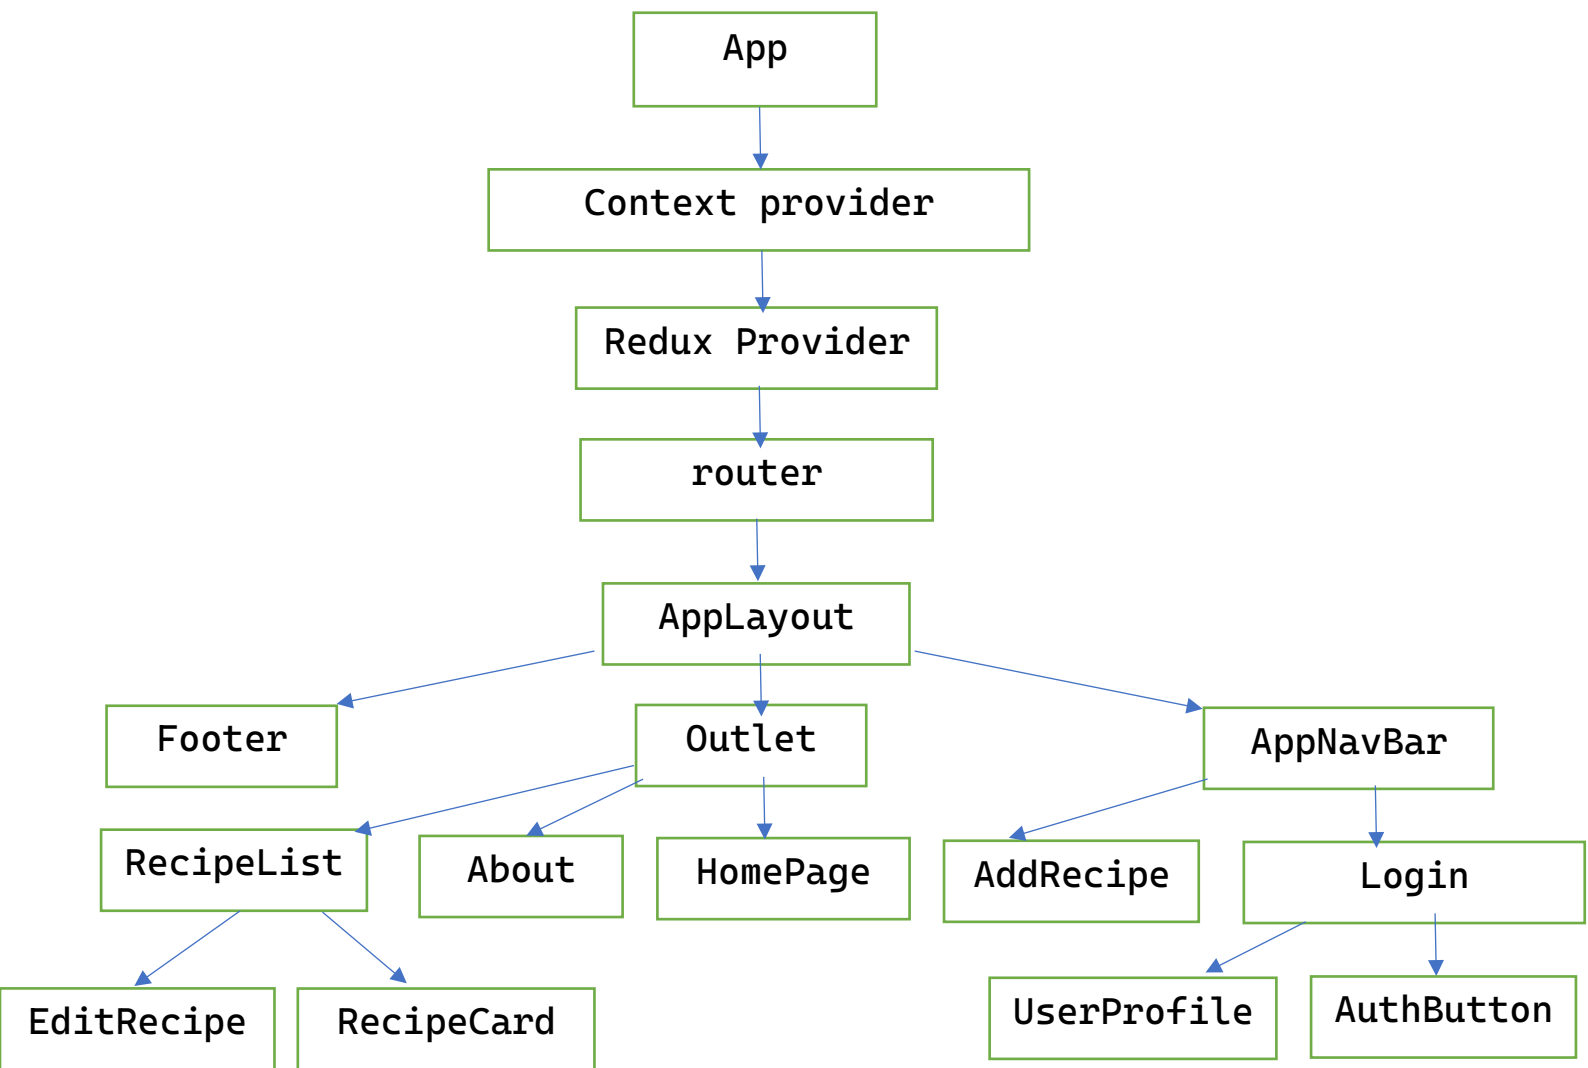 App
Context provider
Redux Provider
router
AppLayout
Footer
Outlet
AppNavBar
RecipeList
About
HomePage
AddRecipe
Login
EditRecipe
RecipeCard
UserProfile
AuthButton